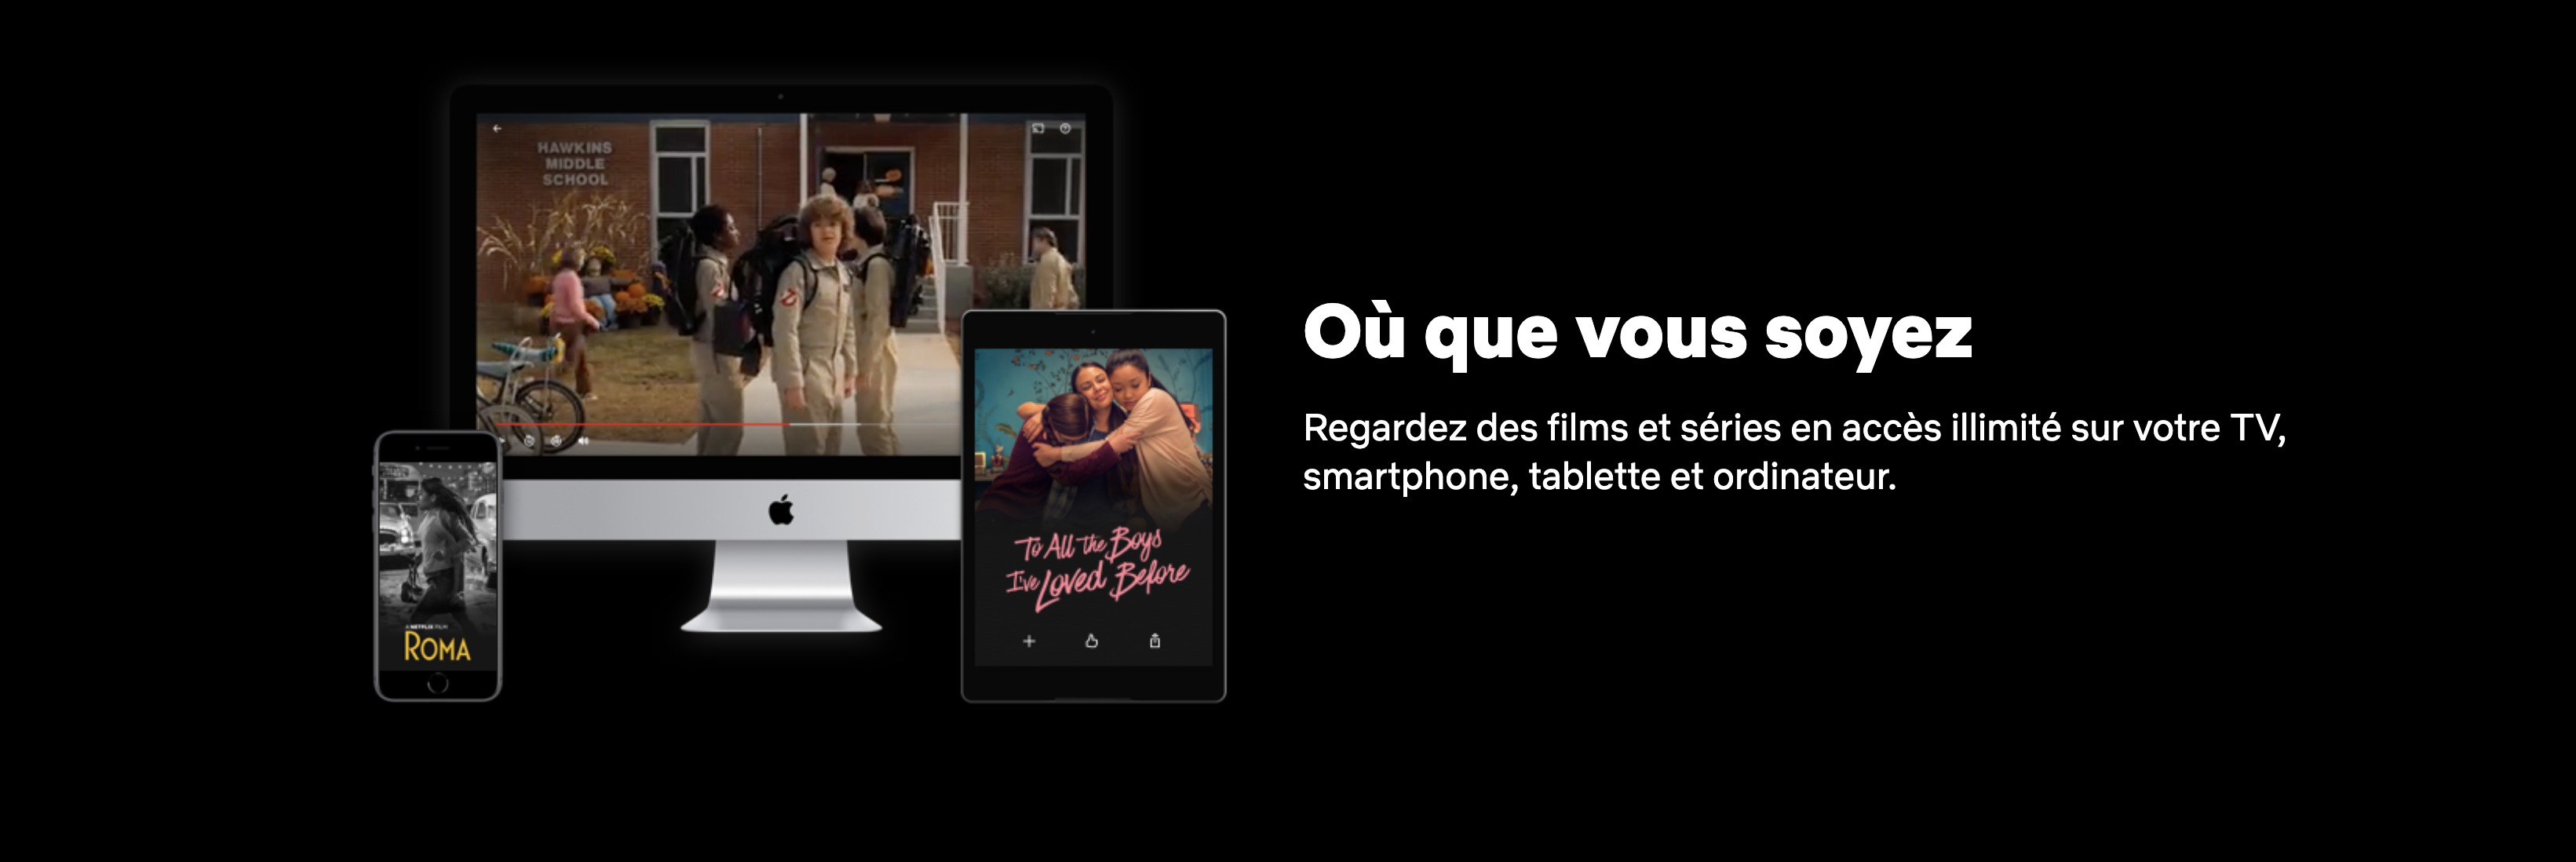 HAWKINS
MIDDLE
SCHOOL
Où que vous soyez
Regardez des films et séries en accès illimité sur votre TV,
smartphone, tablette et ordinateur.
To All the Boys
I've Loved Before
A NETFLIX FILM
ROMA